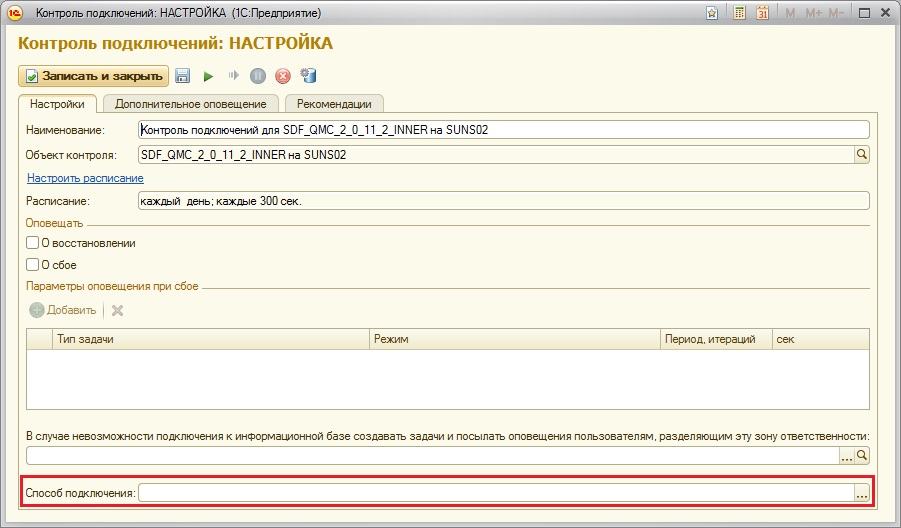 Контроль подключений: НАСТРОЙКА (1С:Предприятие)
M M+ M-
Контроль подключений: НАСТРОЙКА
Записать и закрыть
Настройки Дополнительное оповещение Рекомендации
Наименование: Контроль подключений для SDF_QMC_2_0_11_2_INNER на SUNS02
Объект контроля: SDF_QMC_2_0_11_2_INNER на SUNS02
Настроить расписание
Расписание: каждый день; каждые 300 сек.
Оповещать
О восстановлении
О сбое
Параметры оповещения при сбое
Добавить
Тип задачи Режим Период, итераций сек
В случае невозможности подключения к информационной базе создавать задачи и посылать оповещения пользователям, разделяющим эту зону ответственности:
...
Способ подключения: ...